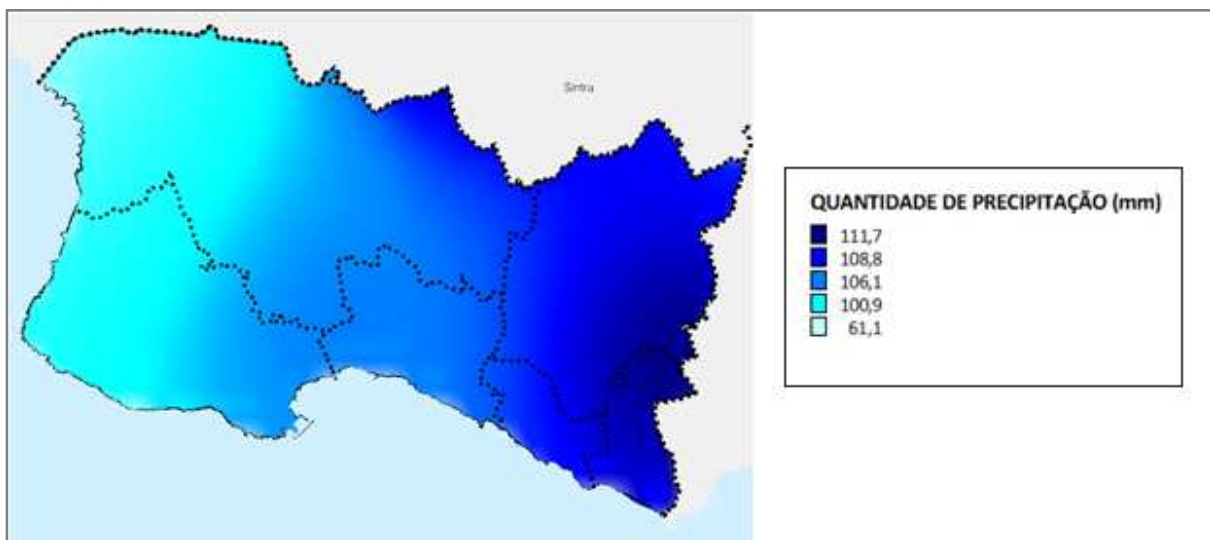 Sintra
QUANTIDADE DE PRECIPITAÇÃO (mm)
111,7
108,8
106,1
100,9
61,1